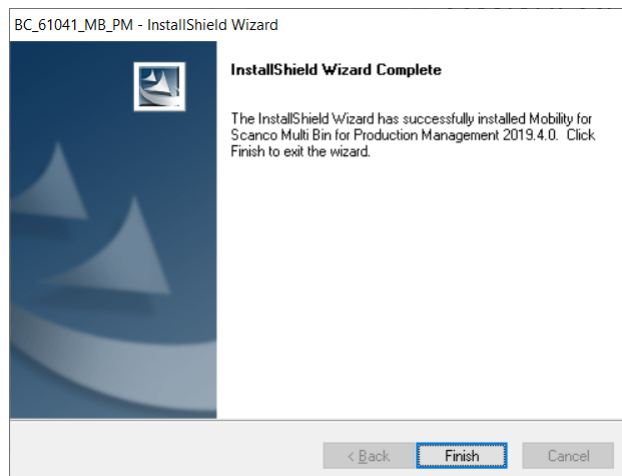 BC_61041_MB_PM - InstallShield Wizard
InstallShield Wizard Complete
The InstallShield Wizard has successfully installed Mobility for
Scanco Multi Bin for Production Management 2019.4.0. Click
Finish to exit the wizard.
< Back
Finish
Cancel